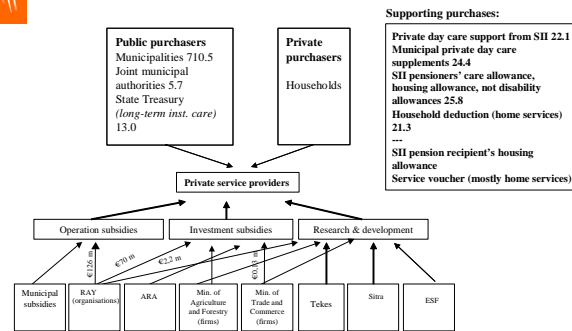 Supporting purchases:
Public purchasers
Municipalities 710.5
Joint municipal
authorities 5.7
State Treasury
(long-term inst. care)
13.0
Private
purchasers
Households
Private day care support from SII 22.1
Municipal private day care
supplements 24.4
SII pensioners' care allowance,
housing allowance, not disability
allowances 25.8
Household deduction (home services)
21.3
---
SII pension recipient's housing
allowance
Service voucher (mostly home services)
Private service providers
Operation subsidies
Investment subsidies
Research & development
€126 m
€70 m
€2,2 m
€0,13 m
Municipal
subsidies
RAY
(organisations)
ARA
Min. of
Agriculture
and Forestry
(firms)
Min. of
Trade and
Commerce
(firms)
Tekes
Sitra
ESF